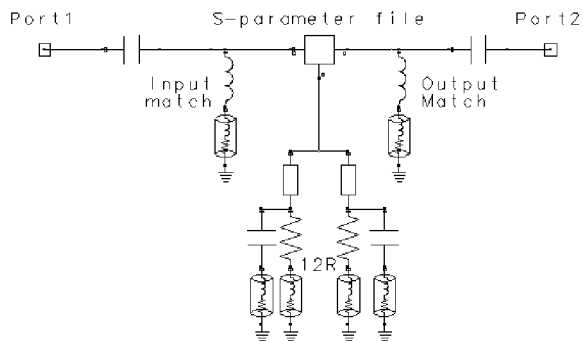 Port1
S-parameter file
Port2
Input
match
Output
Match
12R